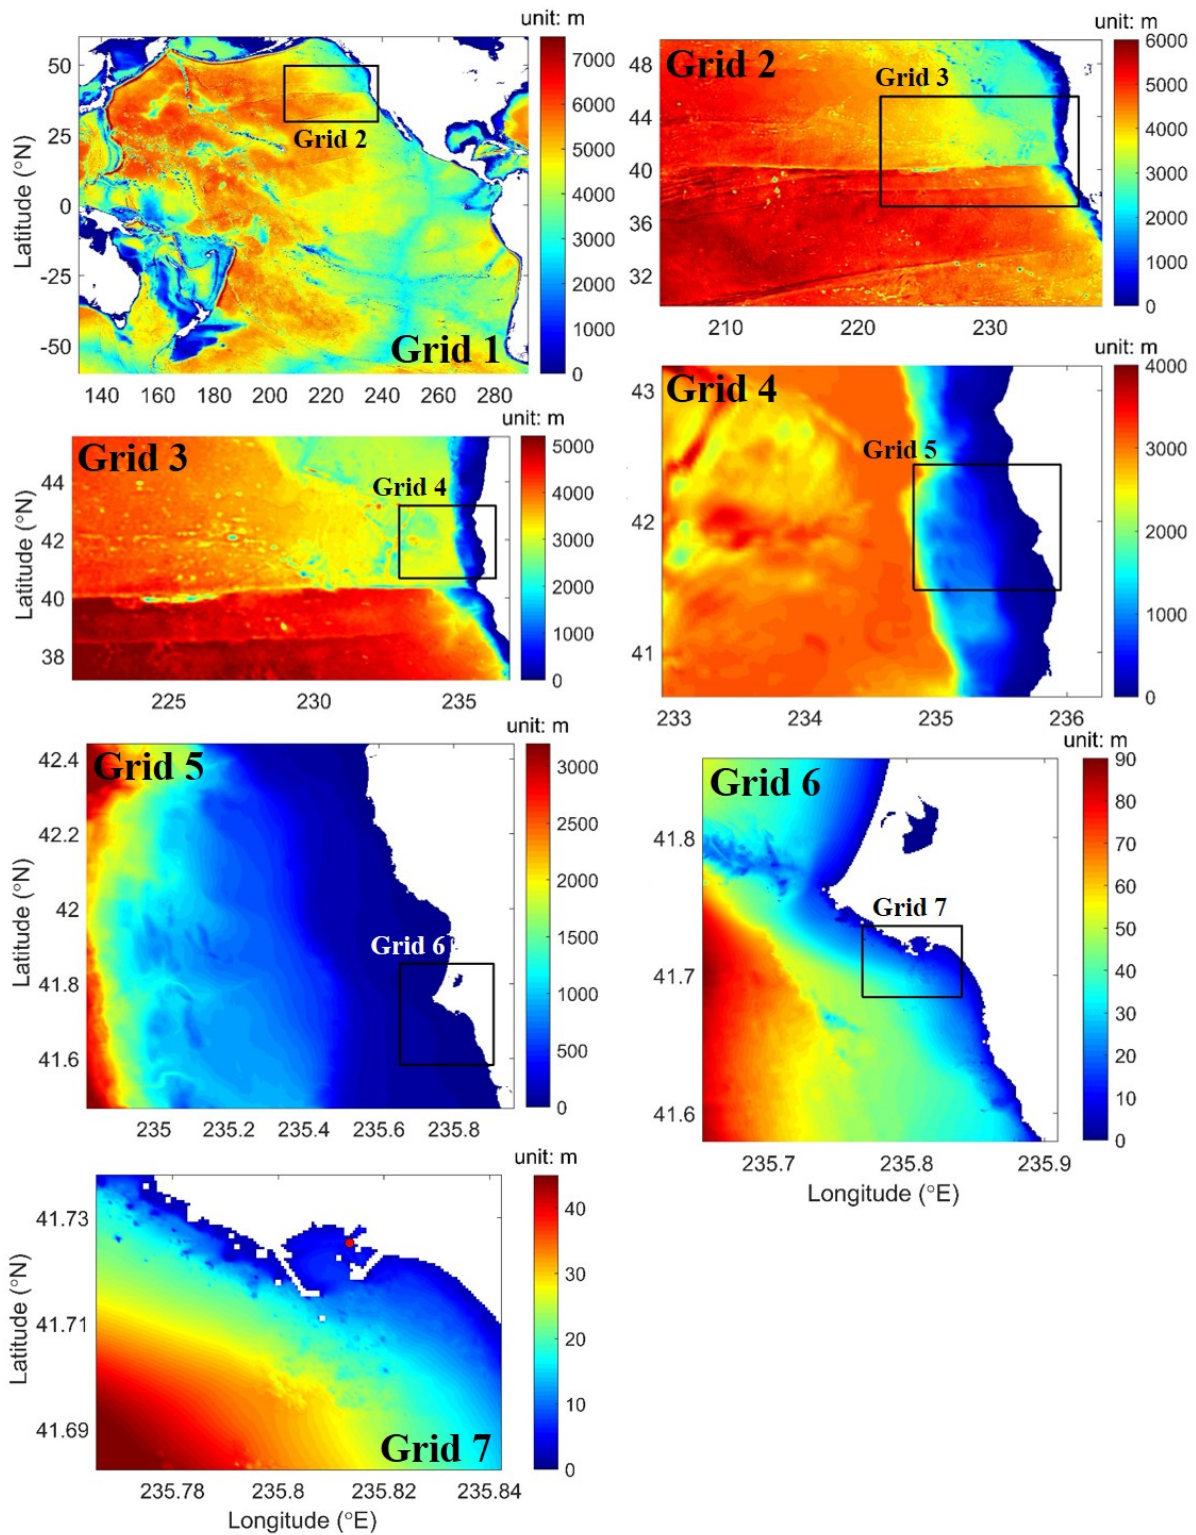 unit: m
50
25
0
-25
-50
Latitude (°N)
Grid 2
Grid 1
140 160 180 200 220 240 260 280
7000
6000
5000
4000
3000
2000
1000
0
unit: m
Grid 2
Grid 3
48
44
40
36
32
210 220 230
6000
5000
4000
3000
2000
1000
0
unit: m
Grid 3
Grid 4
44
42
40
38
Latitude (°N)
225 230 235
5000
4000
3000
2000
1000
0
unit: m
Grid 4
Grid 5
43
42
41
233 234 235 236
4000
3000
2000
1000
0
unit: m
Grid 5
Grid 6
42.4
42.2
42
41.8
41.6
Latitude (°N)
235 235.2 235.4 235.6 235.8
3000
2500
2000
1500
1000
500
0
unit: m
Grid 6
Grid 7
41.8
41.7
41.6
235.7 235.8 235.9
Longitude (°E)
90
80
70
60
50
40
30
20
10
0
unit: m
41.73
41.71
41.69
Latitude (°N)
Grid 7
235.78 235.8 235.82 235.84
Longitude (°E)
40
30
20
10
0